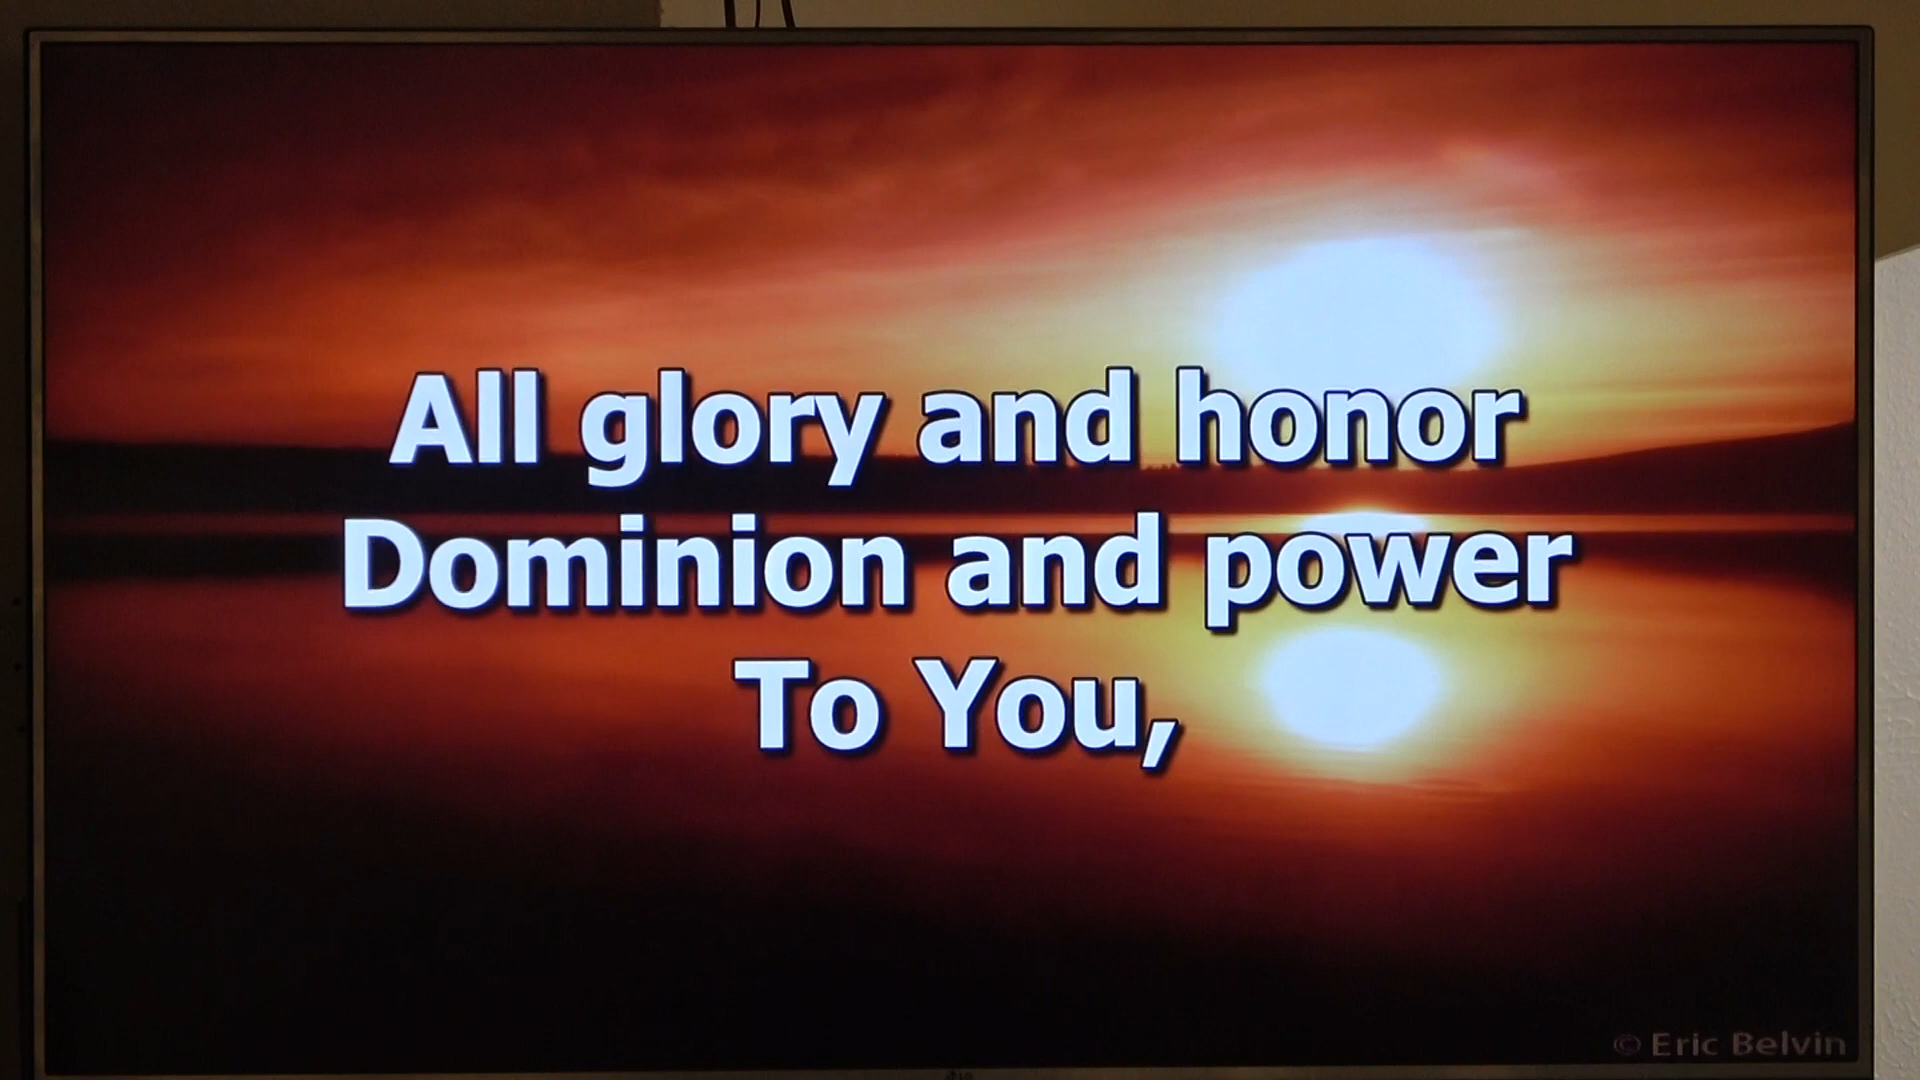 All glory and honor
Dominion and power
To You,
© Eric Belvin